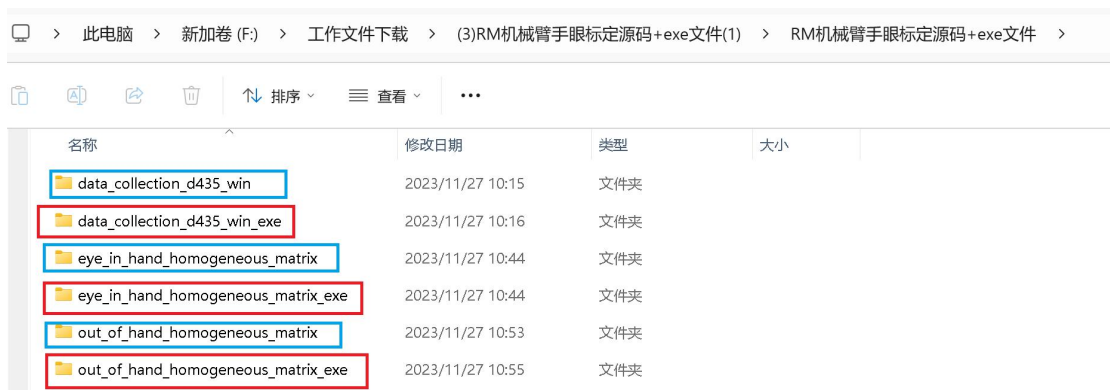 此电脑 > 新加卷 (F:) > 工作文件下载 > (3)RM机械臂手眼标定源码+exe文件(1) > RM机械臂手眼标定源码+exe文件 >
排序 查看 ...
名称 修改日期 类型 大小
data_collection_d435_win 2023/11/27 10:15 文件夹
data_collection_d435_win_exe 2023/11/27 10:16 文件夹
eye_in_hand_homogeneous_matrix 2023/11/27 10:44 文件夹
eye_in_hand_homogeneous_matrix_exe 2023/11/27 10:44 文件夹
out_of_hand_homogeneous_matrix 2023/11/27 10:53 文件夹
out_of_hand_homogeneous_matrix_exe 2023/11/27 10:55 文件夹